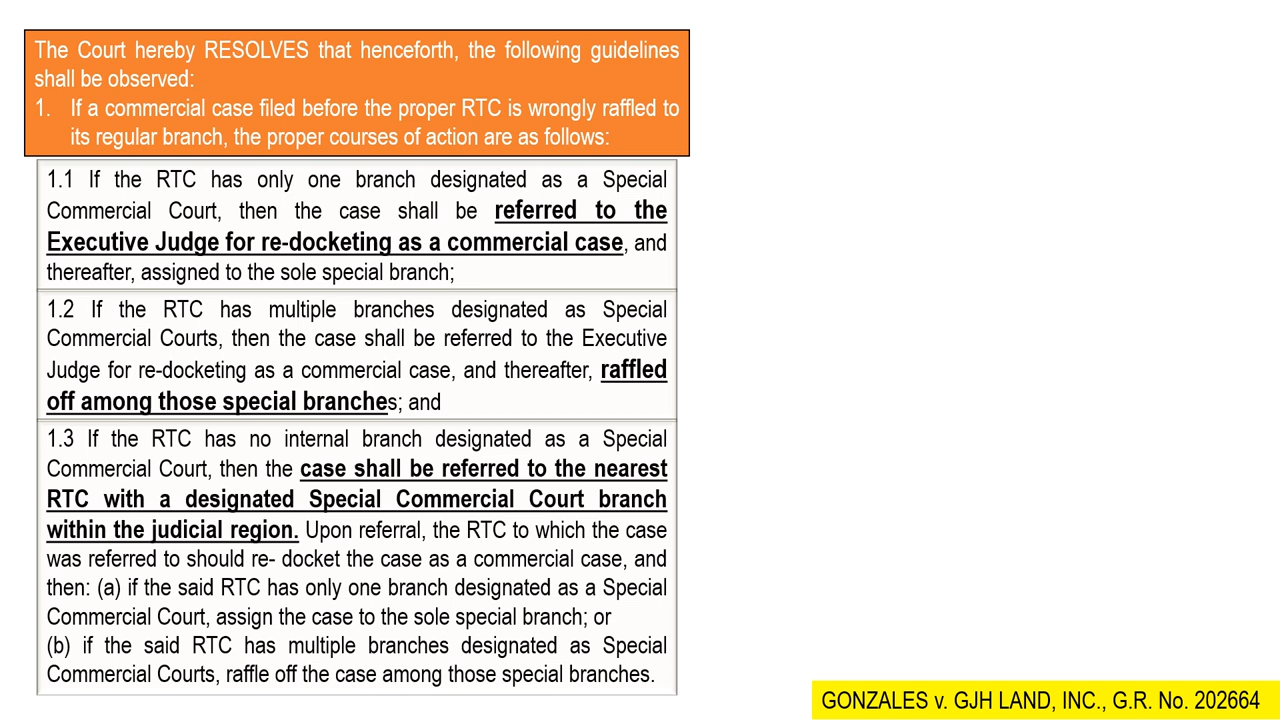 The Court hereby RESOLVES that henceforth, the following guidelines
shall be observed:
1. If a commercial case filed before the proper RTC is wrongly raffled to
its regular branch, the proper courses of action are as follows:
1.1 If the RTC has only one branch designated as a Special
Commercial Court, then the case shall be referred to the
Executive Judge for re-docketing as a commercial case, and
thereafter, assigned to the sole special branch;
1.2 If the RTC has multiple branches designated as Special
Commercial Courts, then the case shall be referred to the Executive
Judge for re-docketing as a commercial case, and thereafter, raffled
off among those special branches; and
1.3 If the RTC has no internal branch designated as a Special
Commercial Court, then the case shall be referred to the nearest
RTC with a designated Special Commercial Court branch
within the judicial region. Upon referral, the RTC to which the case
was referred to should re- docket the case as a commercial case, and
then: (a) if the said RTC has only one branch designated as a Special
Commercial Court, assign the case to the sole special branch; or
(b) if the said RTC has multiple branches designated as Special
Commercial Courts, raffle off the case among those special branches.
GONZALES v. GJH LAND, INC., G.R. No. 202664